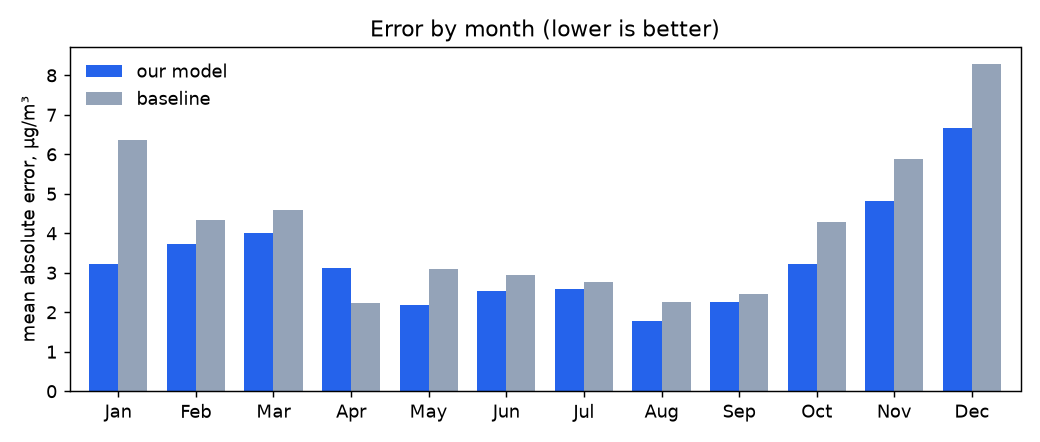 Error by month (lower is better)
our model
baseline
mean absolute error, µg/m³
8
7
6
5
4
3
2
1
0
Jan Feb Mar Apr May Jun Jul Aug Sep Oct Nov Dec